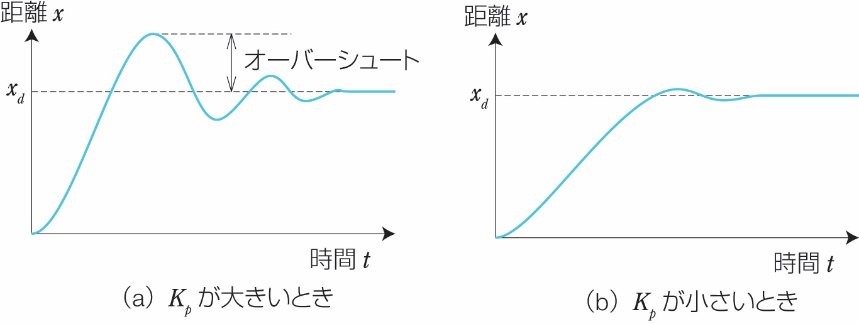 距離 x
オーバーシュート
x_d
時間 t
(a) K_p が大きいとき
距離 x
x_d
時間 t
(b) K_p が小さいとき